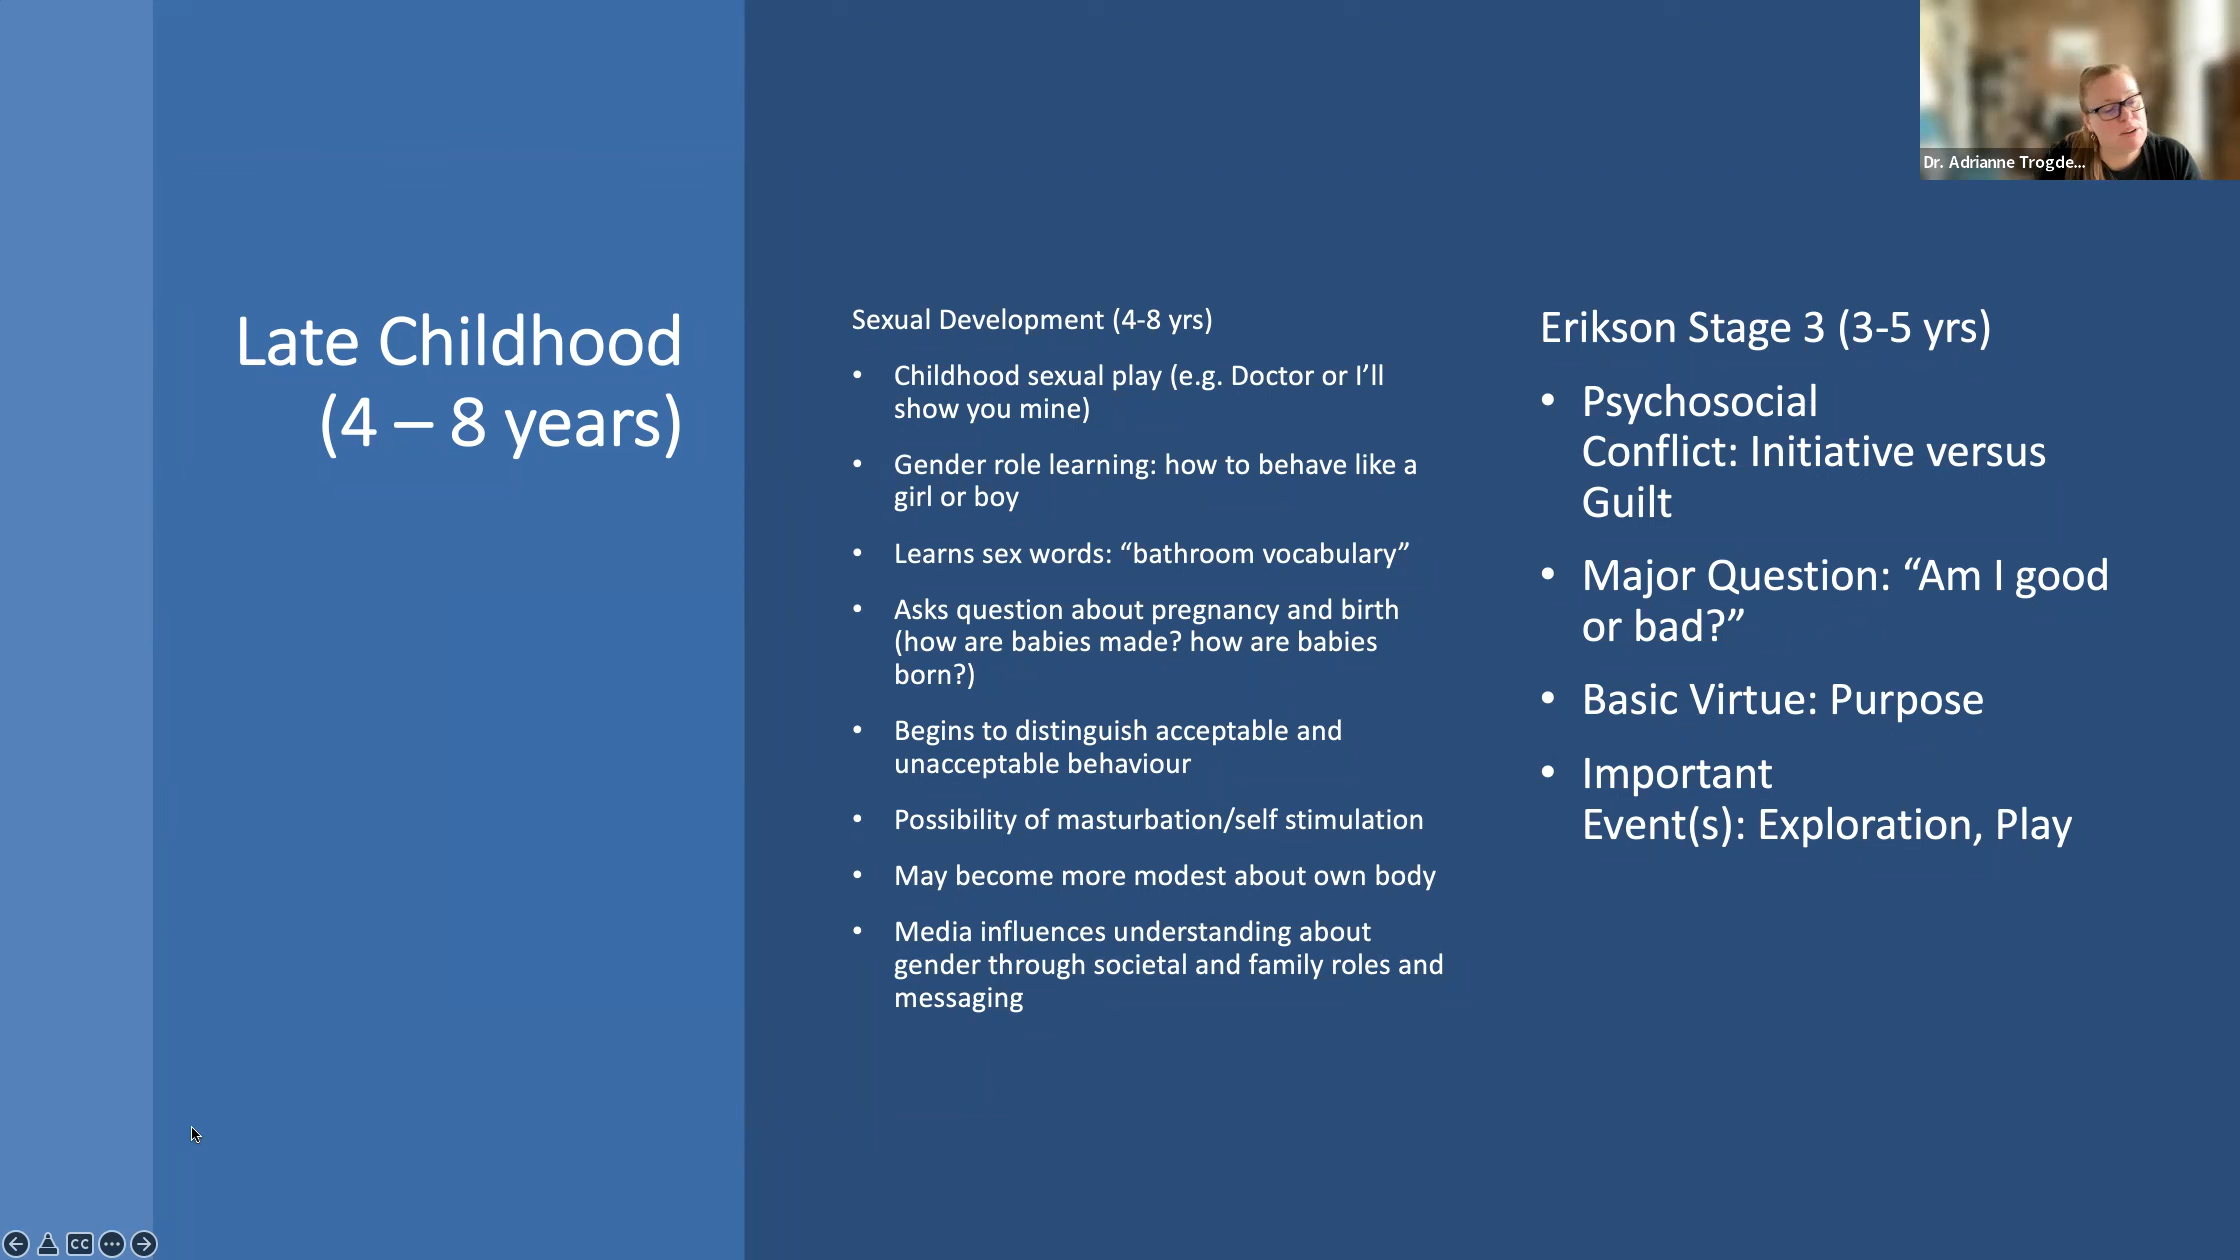 Late Childhood
(4 – 8 years)
Sexual Development (4-8 yrs)
• Childhood sexual play (e.g. Doctor or I’ll
show you mine)
• Gender role learning: how to behave like a
girl or boy
• Learns sex words: “bathroom vocabulary”
• Asks question about pregnancy and birth
(how are babies made? how are babies
born?)
• Begins to distinguish acceptable and
unacceptable behaviour
• Possibility of masturbation/self stimulation
• May become more modest about own body
• Media influences understanding about
gender through societal and family roles and
messaging
Erikson Stage 3 (3-5 yrs)
• Psychosocial
Conflict: Initiative versus
Guilt
• Major Question: “Am I good
or bad?”
• Basic Virtue: Purpose
• Important
Event(s): Exploration, Play
Dr. Adrianne Trogde...
CC